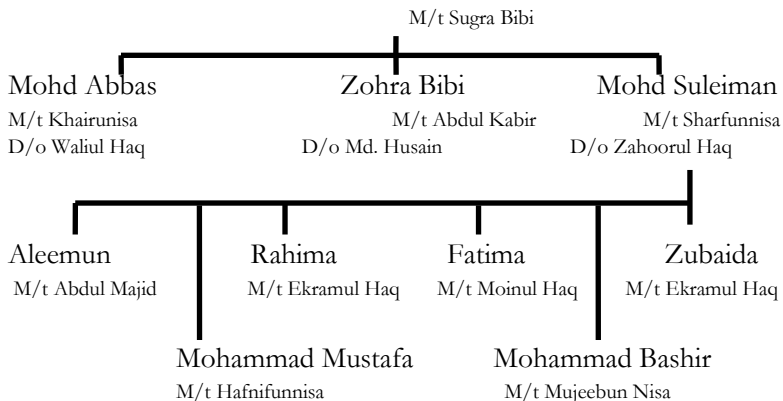 M/t Sugra Bibi
Mohd Abbas Zohra Bibi Mohd Suleiman
M/t Khairunisa M/t Abdul Kabir M/t Sharfunnisa
D/o Waliul Haq D/o Md. Husain D/o Zahoorul Haq
Aleemun Rahima Fatima Zubaida
M/t Abdul Majid M/t Ekramul Haq M/t Moinul Haq M/t Ekramul Haq
Mohammad Mustafa Mohammad Bashir
M/t Hafnifunnisa M/t Mujeebun Nisa